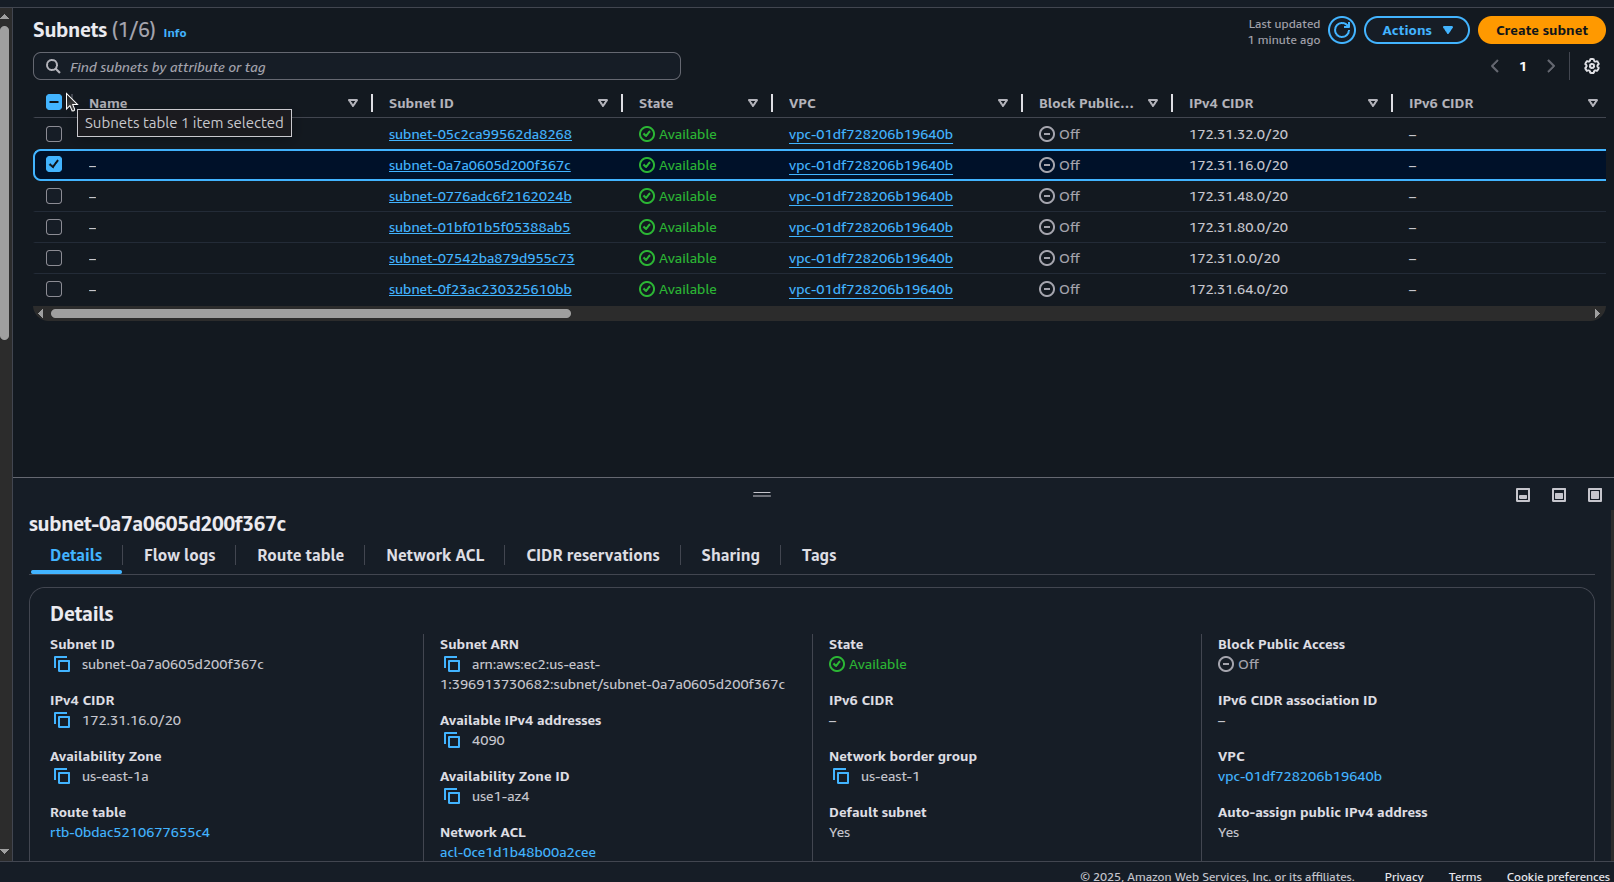 Subnets (1/6) Info
Last updated
1 minute ago
Actions
Create subnet
Find subnets by attribute or tag
1
Name Subnet ID State VPC Block Public... IPv4 CIDR IPv6 CIDR
Subnets table 1 item selected
subnet-05c2ca99562da8268 Available vpc-01df728206b19640b Off 172.31.32.0/20 –
– subnet-0a7a0605d200f367c Available vpc-01df728206b19640b Off 172.31.16.0/20 –
– subnet-0776adc6f2162024b Available vpc-01df728206b19640b Off 172.31.48.0/20 –
– subnet-01bf01b5f05388ab5 Available vpc-01df728206b19640b Off 172.31.80.0/20 –
– subnet-07542ba879d955c73 Available vpc-01df728206b19640b Off 172.31.0.0/20 –
– subnet-0f23ac230325610bb Available vpc-01df728206b19640b Off 172.31.64.0/20 –
subnet-0a7a0605d200f367c
Details Flow logs Route table Network ACL CIDR reservations Sharing Tags
Details
Subnet ID
subnet-0a7a0605d200f367c
IPv4 CIDR
172.31.16.0/20
Availability Zone
us-east-1a
Route table
rtb-0bdac5210677655c4
Subnet ARN
arn:aws:ec2:us-east-
1:396913730682:subnet/subnet-0a7a0605d200f367c
Available IPv4 addresses
4090
Availability Zone ID
use1-az4
Network ACL
acl-0ce1d1b48b00a2cee
State
Available
IPv6 CIDR
–
Network border group
us-east-1
Default subnet
Yes
Block Public Access
Off
IPv6 CIDR association ID
–
VPC
vpc-01df728206b19640b
Auto-assign public IPv4 address
Yes
© 2025, Amazon Web Services, Inc. or its affiliates. Privacy Terms Cookie preferences